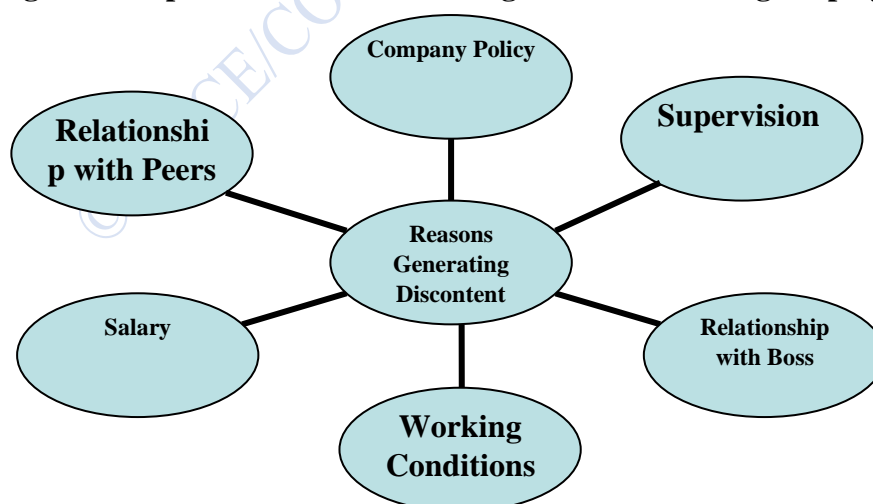 Company Policy
Relationshi
p with Peers
Supervision
Reasons
Generating
Discontent
Salary
Relationship
with Boss
Working
Conditions